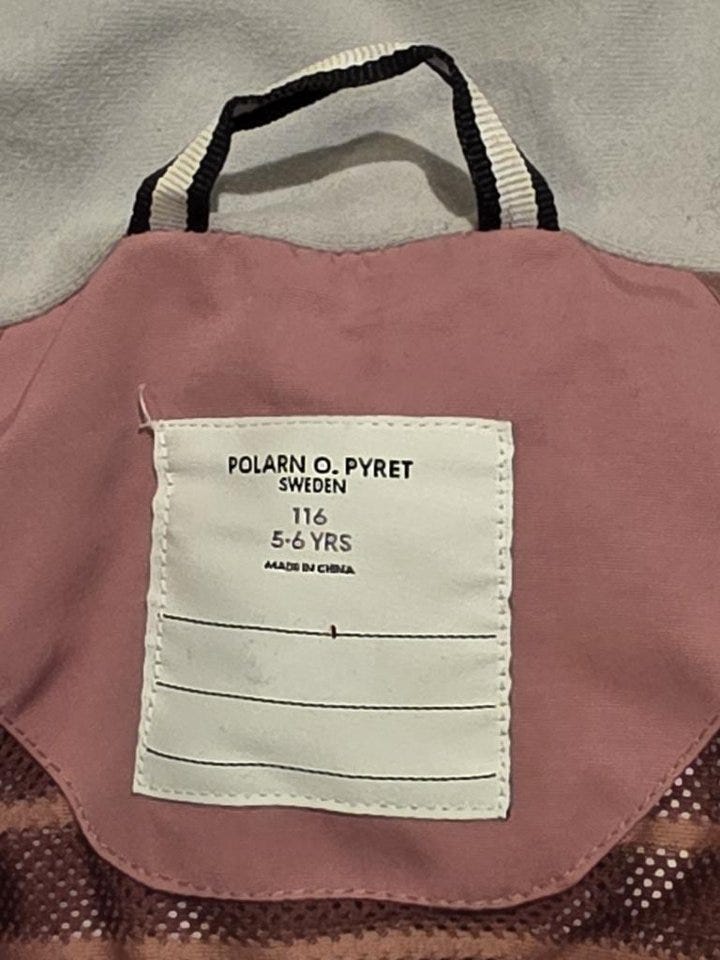 POLARN O. PYRET
SWEDEN
116
5-6 YRS
MADE IN CHINA